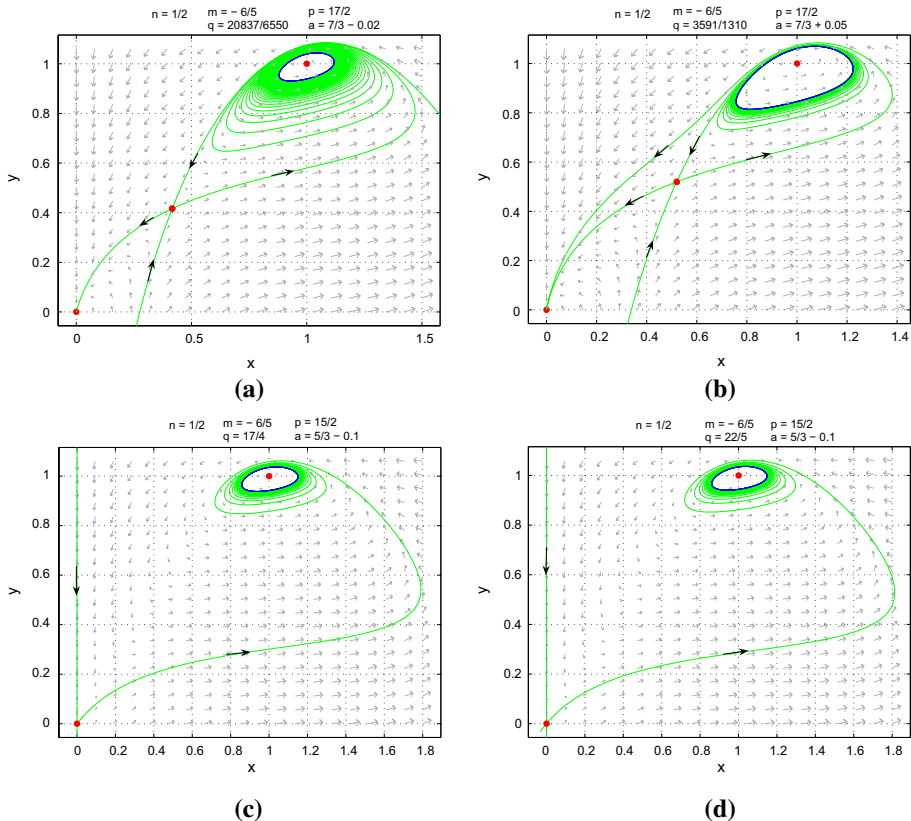 n = 1/2 m = − 6/5 p = 17/2
q = 20837/6550 a = 7/3 − 0.02
1
0.8
0.6
0.4
0.2
0
y
0 0.5 1 1.5
x
(a)
n = 1/2 m = − 6/5 p = 17/2
q = 3591/1310 a = 7/3 + 0.05
1
0.8
0.6
0.4
0.2
0
y
0 0.2 0.4 0.6 0.8 1 1.2 1.4
x
(b)
n = 1/2 m = − 6/5 p = 15/2
q = 17/4 a = 5/3 − 0.1
1
0.8
0.6
0.4
0.2
0
y
0 0.2 0.4 0.6 0.8 1 1.2 1.4 1.6 1.8
x
(c)
n = 1/2 m = − 6/5 p = 15/2
q = 22/5 a = 5/3 − 0.1
1
0.8
0.6
0.4
0.2
0
y
0 0.2 0.4 0.6 0.8 1 1.2 1.4 1.6 1.8
x
(d)